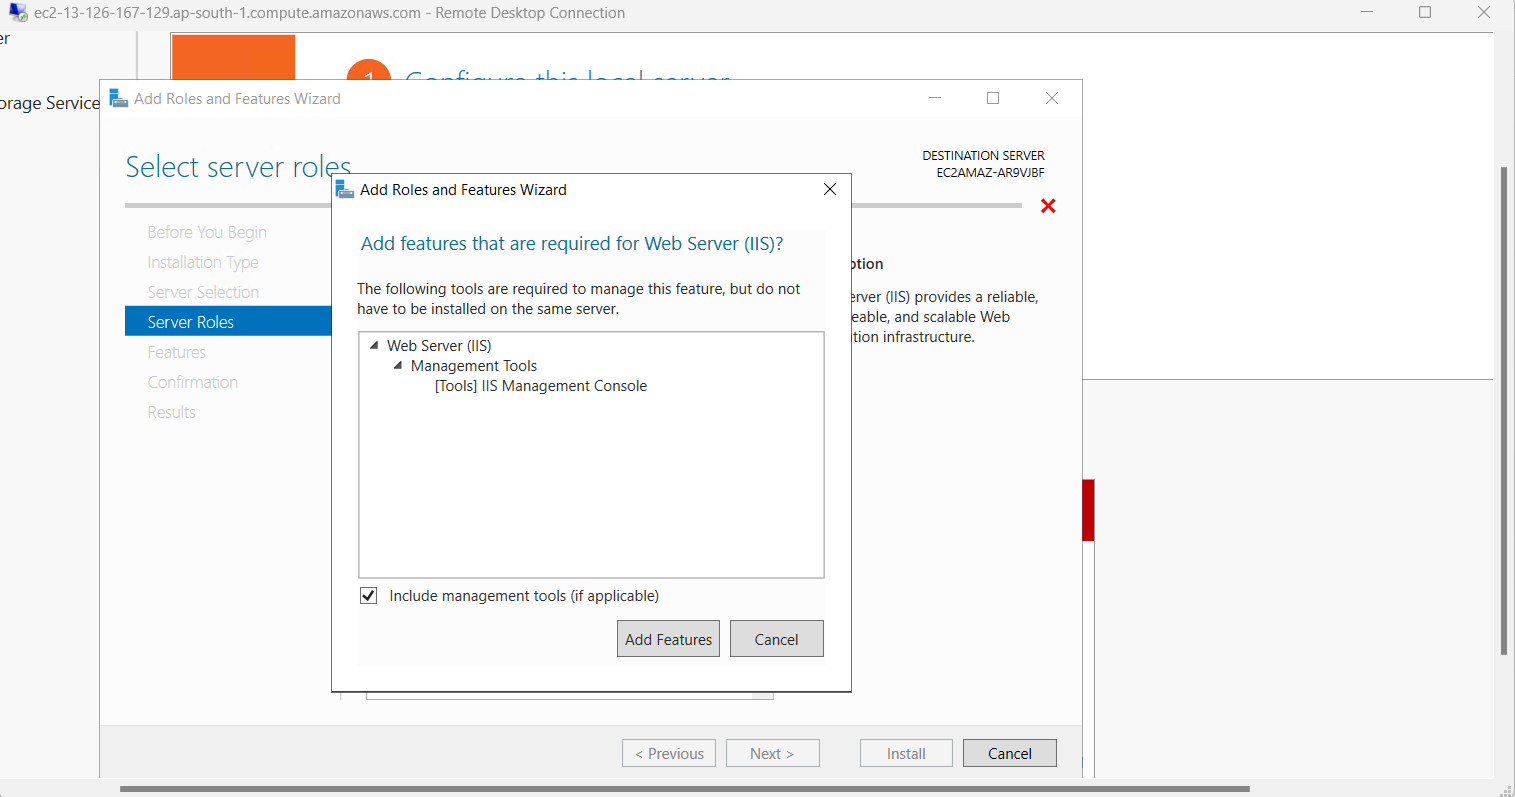 ec2-13-126-167-129.ap-south-1.compute.amazonaws.com - Remote Desktop Connection
er
1 Configure this local server
orage Service
Add Roles and Features Wizard
Select server roles
DESTINATION SERVER
EC2AMAZ-AR9VJBF
Before You Begin
Installation Type
Server Selection
Server Roles
Features
Confirmation
Results
Add Roles and Features Wizard
Add features that are required for Web Server (IIS)?
The following tools are required to manage this feature, but do not
have to be installed on the same server.
Web Server (IIS)
Management Tools
[Tools] IIS Management Console
Include management tools (if applicable)
Add Features
Cancel
ption
erver (IIS) provides a reliable,
eable, and scalable Web
tion infrastructure.
< Previous
Next >
Install
Cancel